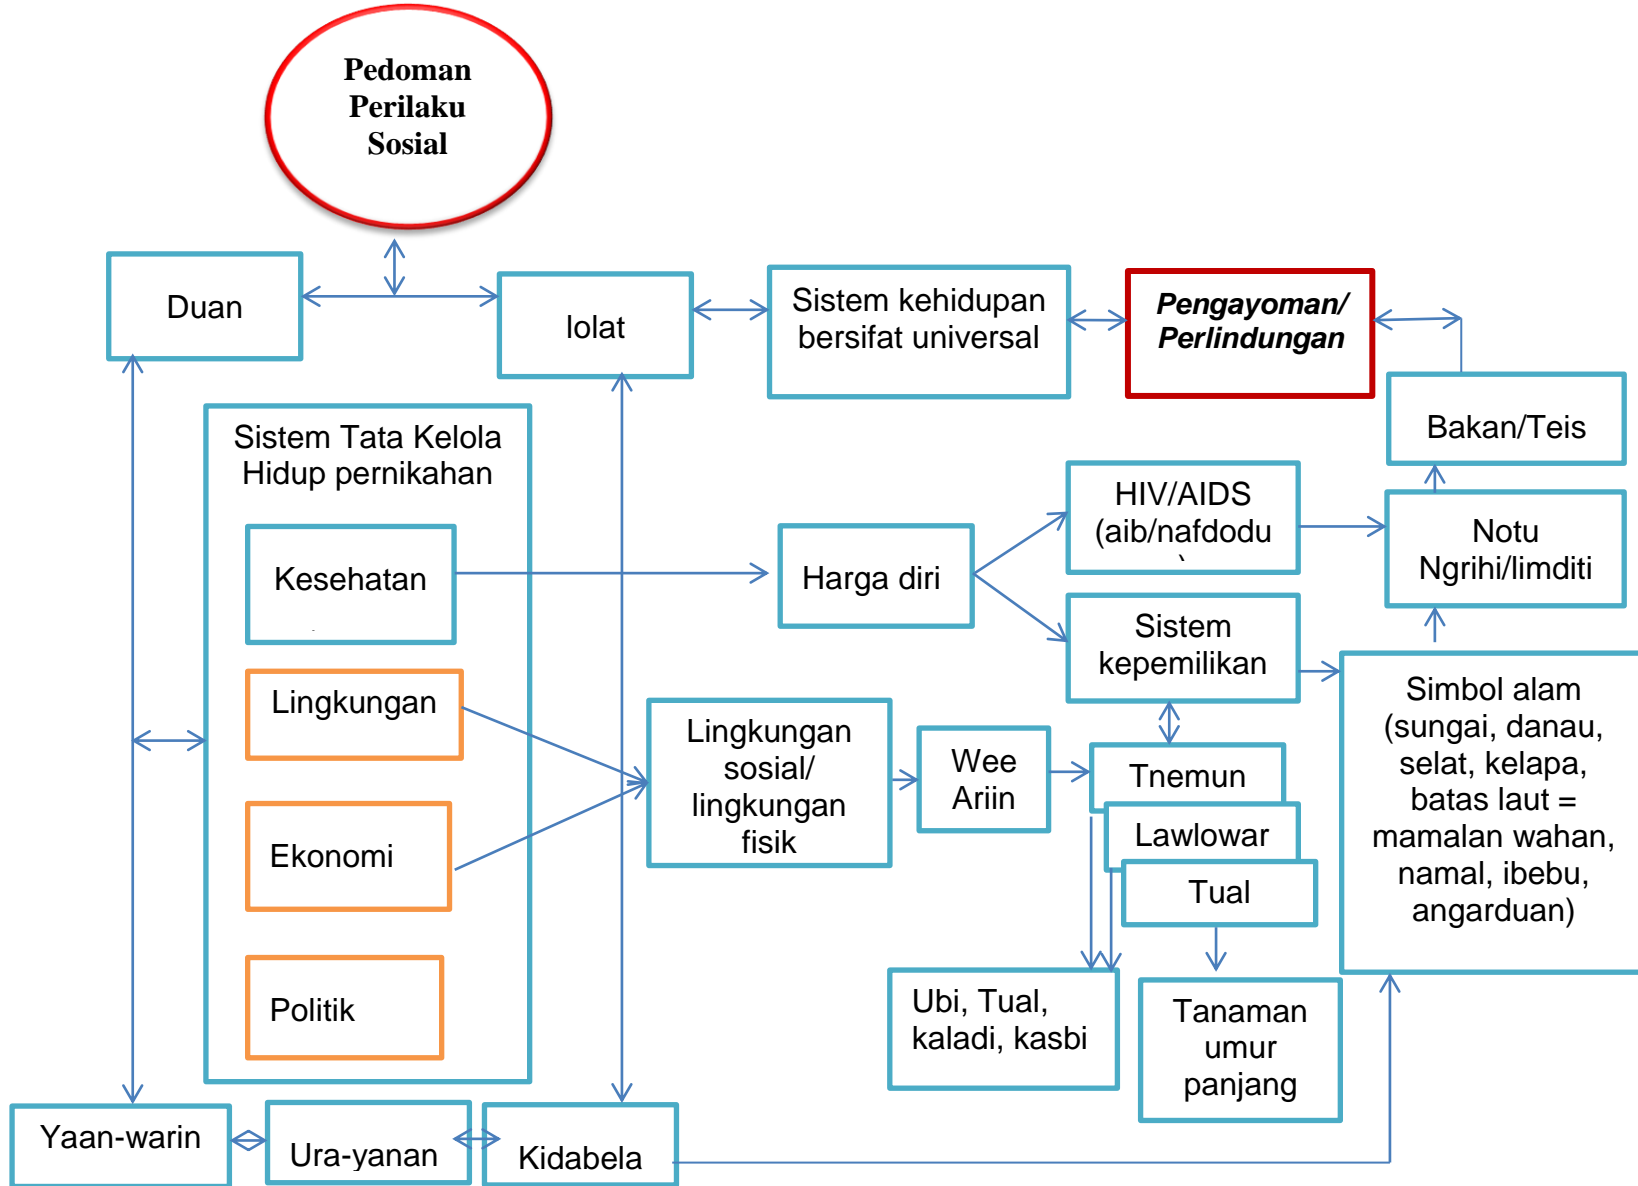 Pedoman
Perilaku
Sosial
Duan
lolat
Sistem kehidupan
bersifat universal
Pengayoman/
Perlindungan
Bakan/Teis
Sistem Tata Kelola
Hidup pernikahan
Kesehatan
Lingkungan
Ekonomi
Politik
Harga diri
HIV/AIDS
(aib/nafdodu
)
Notu
Ngrihi/limditi
Sistem
kepemilikan
Lingkungan
sosial/
lingkungan
fisik
Wee
Ariin
Tnemun
Lawlowar
Tual
Simbol alam
(sungai, danau,
selat, kelapa,
batas laut =
mamalan wahan,
namal, ibebu,
angarduan)
Ubi, Tual,
kaladi, kasbi
Tanaman
umur
panjang
Yaan-warin
Ura-yanan
Kidabela